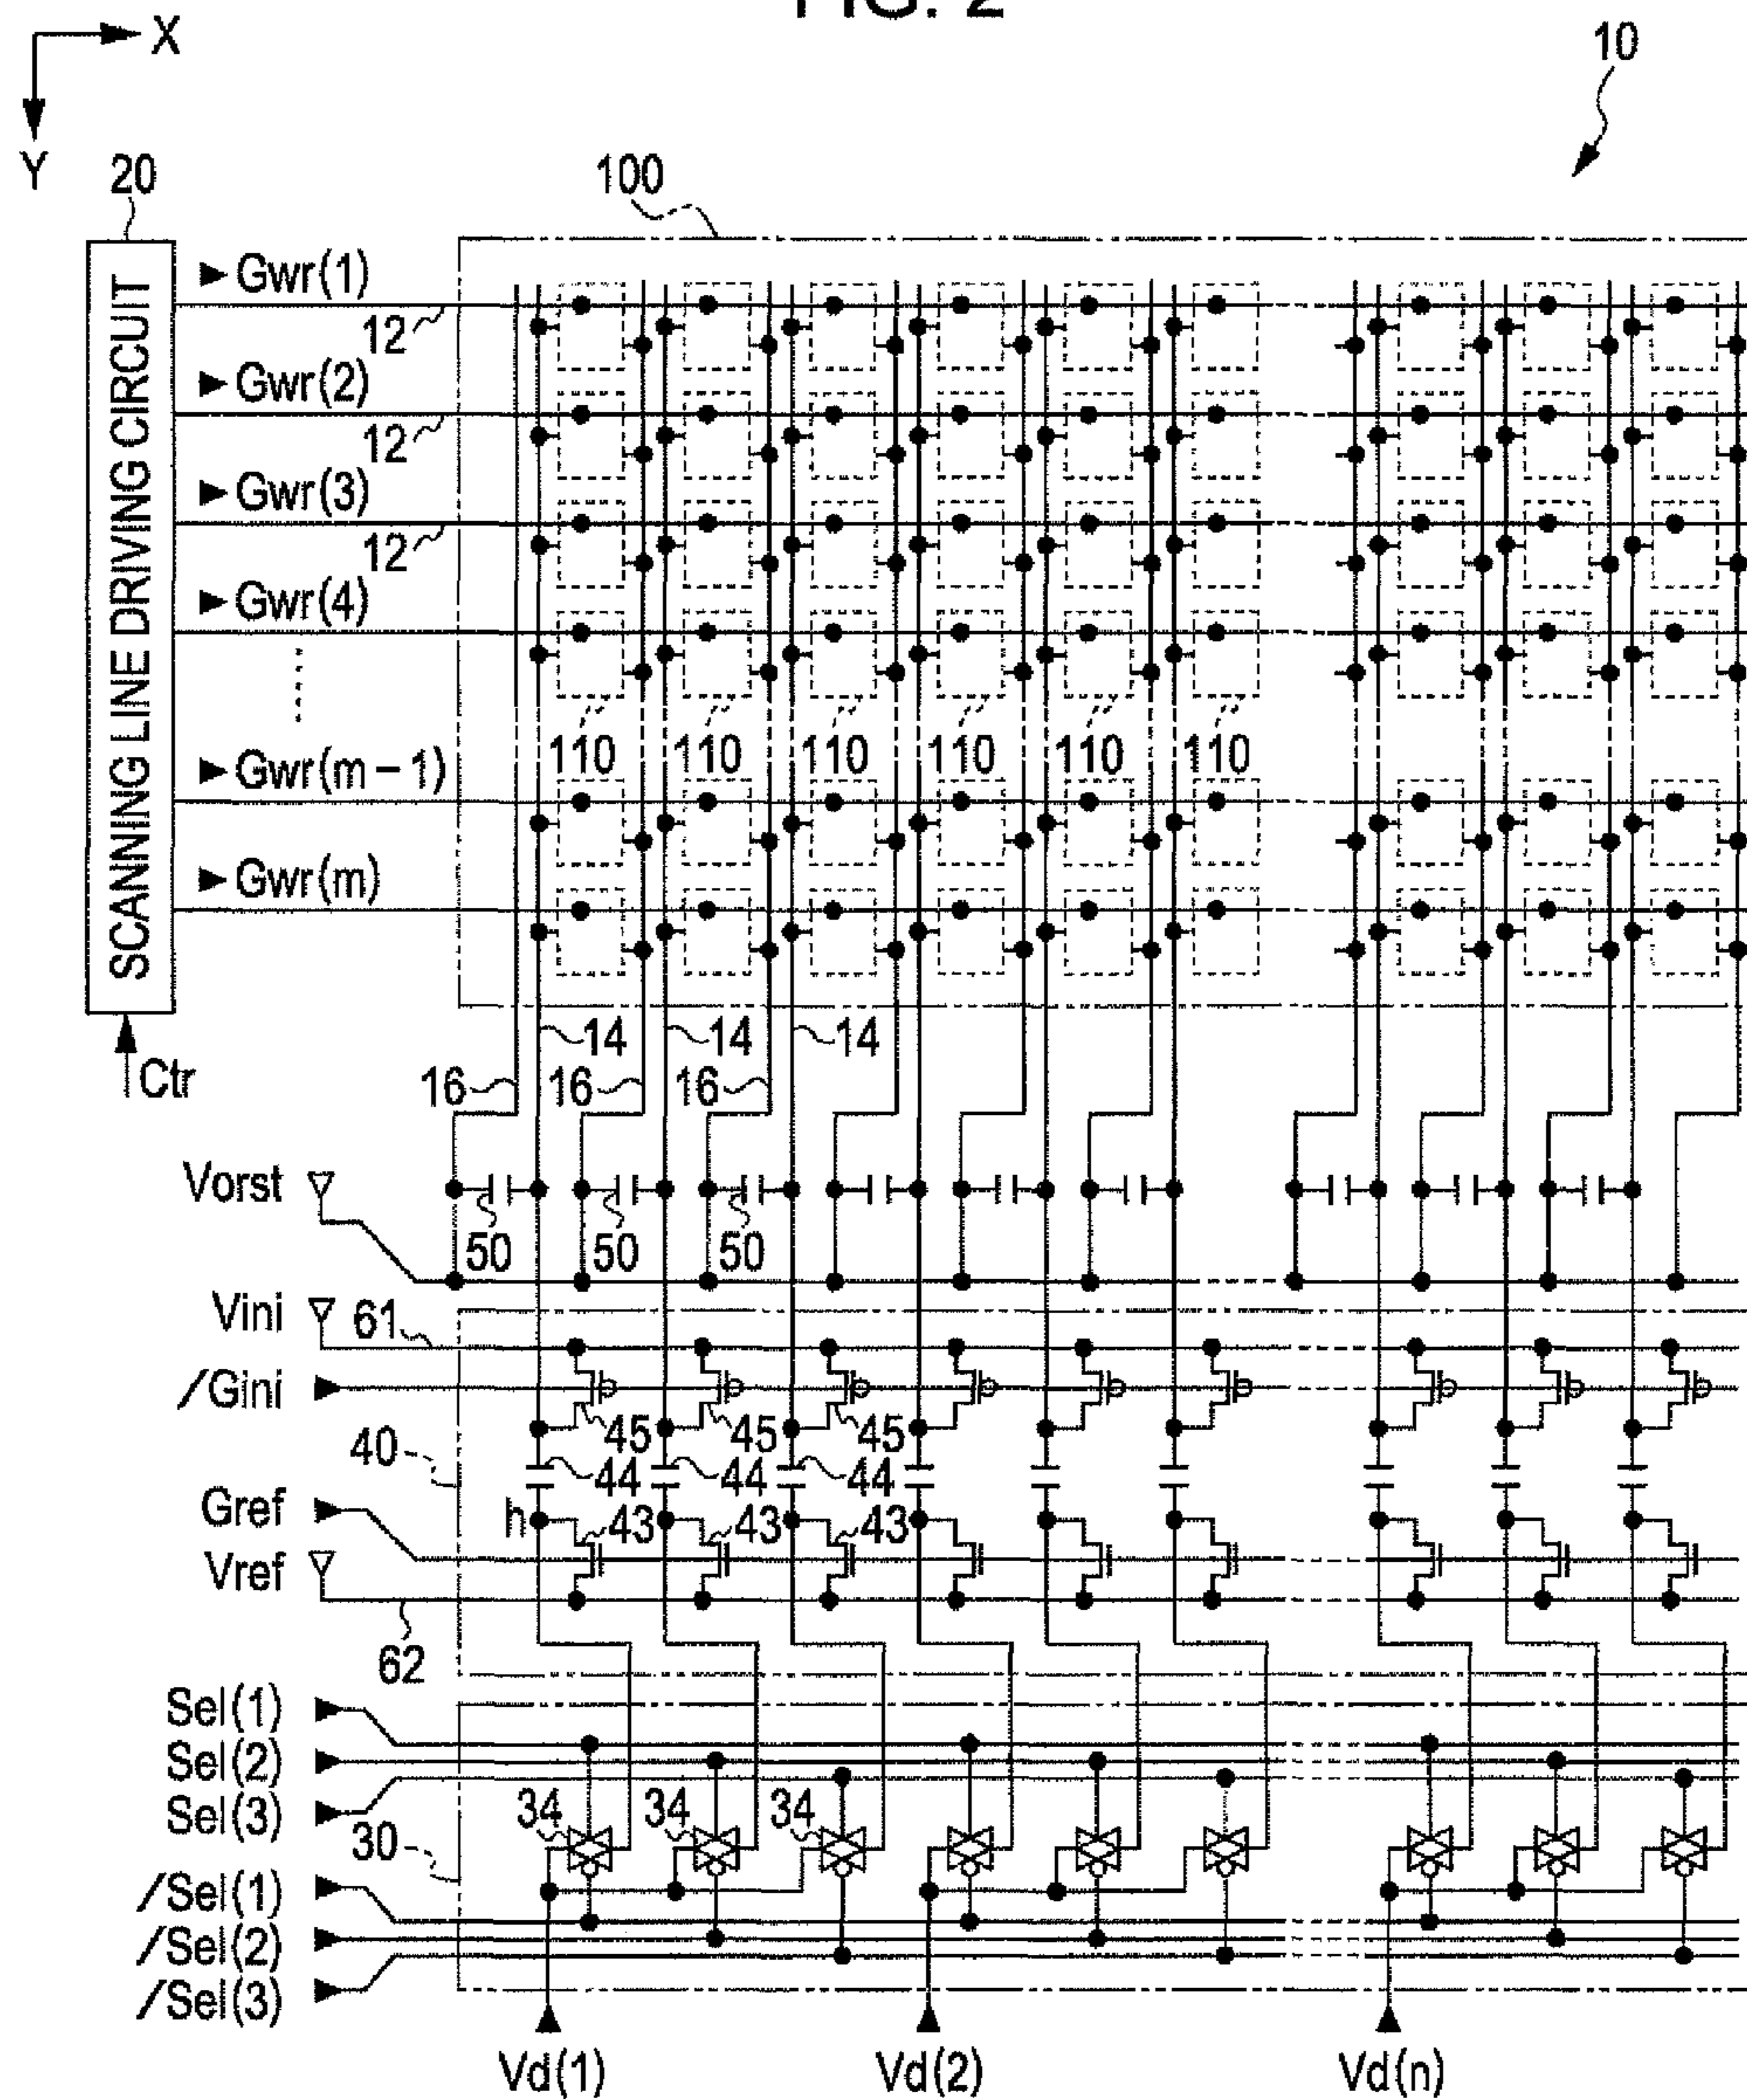 FIG. 2
X
Y
10
20
100
SCANNING LINE DRIVING CIRCUIT
Gwr(1)
12
Gwr(2)
12
Gwr(3)
12
Gwr(4)
110 110 110 110 110 110
Gwr(m-1)
Gwr(m)
Ctr
14 14 14
16 16 16
Vorst
50 50 50
Vini
61
/Gini
45 45 45
40
44 44 44
Gref
h
43 43 43
Vref
62
Sel(1)
Sel(2)
Sel(3)
34 34 34
30
/Sel(1)
/Sel(2)
/Sel(3)
Vd(1) Vd(2) Vd(n)